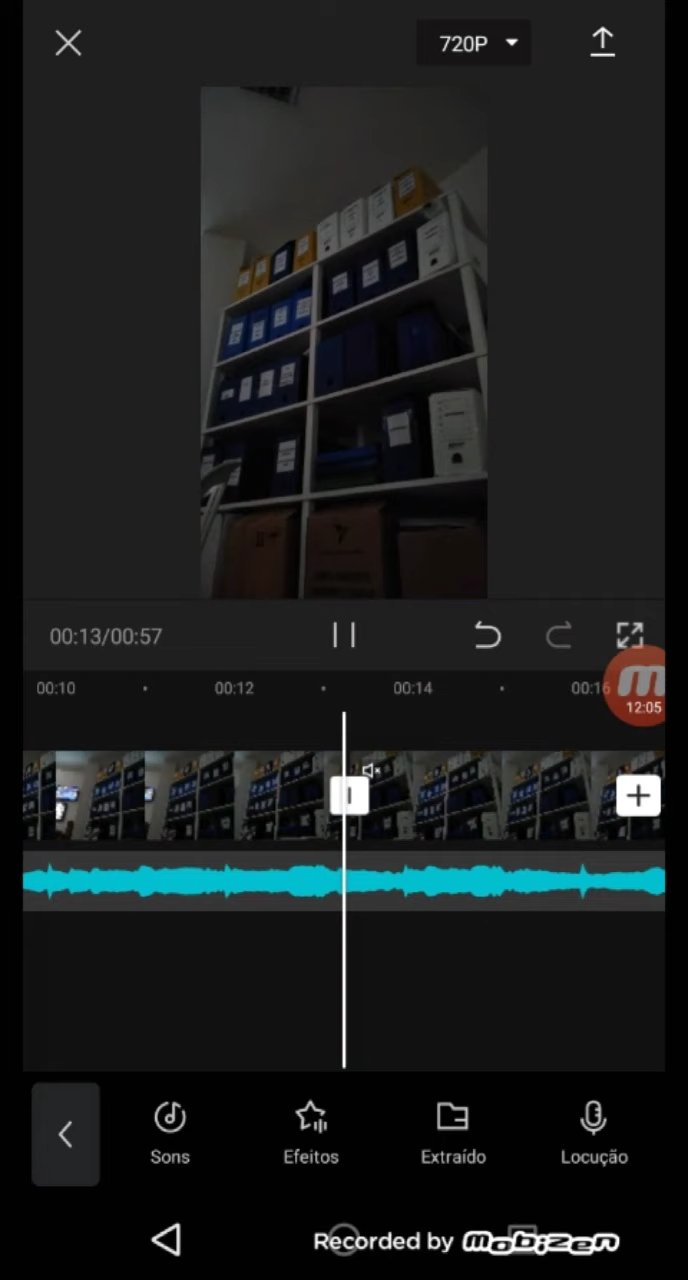 720P
00:13/00:57
00:10
00:12
00:14
00:16
12:05
Sons
Efeitos
Extraído
Locução
Recorded by mobizen